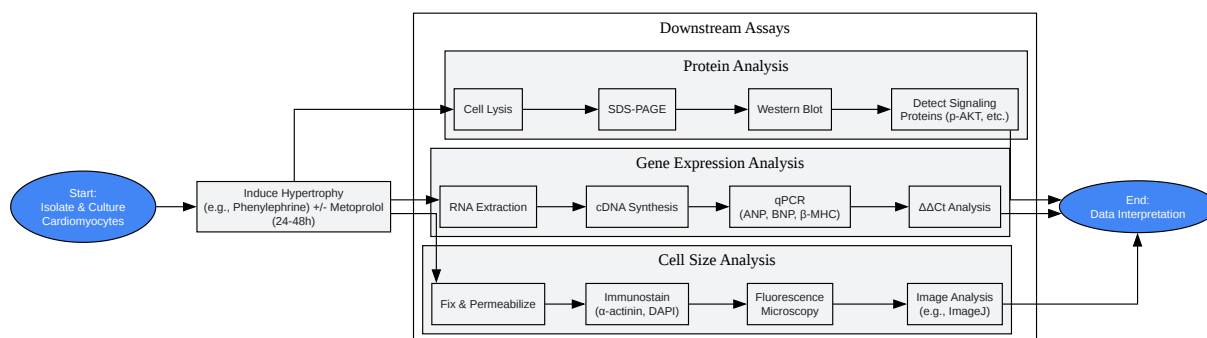 Downstream Assays
Protein Analysis
Cell Lysis
SDS-PAGE
Western Blot
Detect Signaling
Proteins (p-AKT, etc.)
Gene Expression Analysis
Start:
Isolate & Culture
Cardiomyocytes
Induce Hypertrophy
(e.g., Phenylephrine) +/- Metoprolol
(24-48h)
RNA Extraction
cDNA Synthesis
qPCR
(ANP, BNP, β-MHC)
ΔΔCt Analysis
End:
Data Interpretation
Cell Size Analysis
Fix & Permeabilize
Immunostain
(α-actinin, DAPI)
Fluorescence
Microscopy
Image Analysis
(e.g., ImageJ)